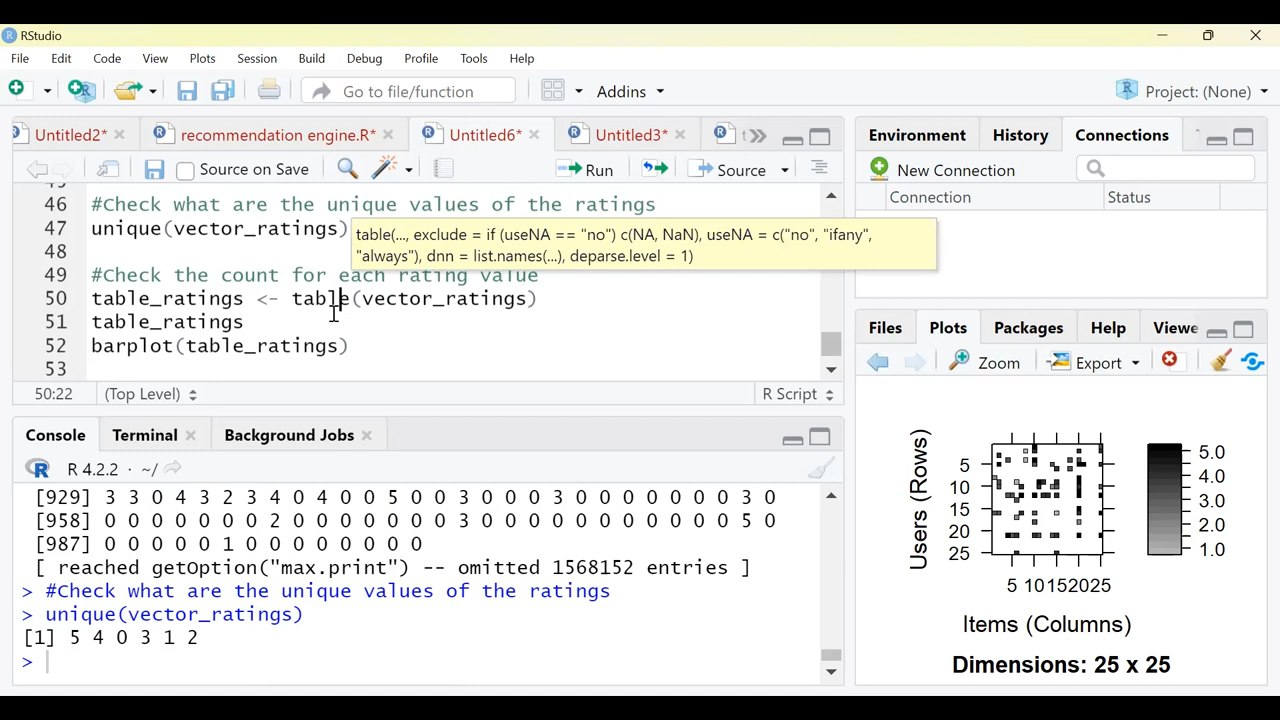 RStudio
File Edit Code View Plots Session Build Debug Profile Tools Help
Go to file/function Addins Project: (None)
Untitled2* recommendation engine.R* Untitled6* Untitled3*
Source on Save Run Source
46 #Check what are the unique values of the ratings
47 unique(vector_ratings)
table(..., exclude = if (useNA == "no") c(NA, NaN), useNA = c("no", "ifany",
"always"), dnn = list.names(...), deparse.level = 1)
48
49 #Check the count for each rating value
50 table_ratings <- table(vector_ratings)
51 table_ratings
52 barplot(table_ratings)
53
50:22 (Top Level) R Script
Console Terminal Background Jobs
R 4.2.2 · ~/
[929] 3 3 0 4 3 2 3 4 0 4 0 0 5 0 0 3 0 0 0 3 0 0 0 0 0 0 0 3 0
[958] 0 0 0 0 0 0 0 2 0 0 0 0 0 0 0 3 0 0 0 0 0 0 0 0 0 0 0 5 0
[987] 0 0 0 0 0 1 0 0 0 0 0 0 0 0
[ reached getOption("max.print") -- omitted 1568152 entries ]
> #Check what are the unique values of the ratings
> unique(vector_ratings)
[1] 5 4 0 3 1 2
>
Environment History Connections
New Connection
Connection Status
Files Plots Packages Help Viewe
Zoom Export
Users (Rows)
5
10
15
20
25
5 10152025
5.0
4.0
3.0
2.0
1.0
Items (Columns)
Dimensions: 25 x 25